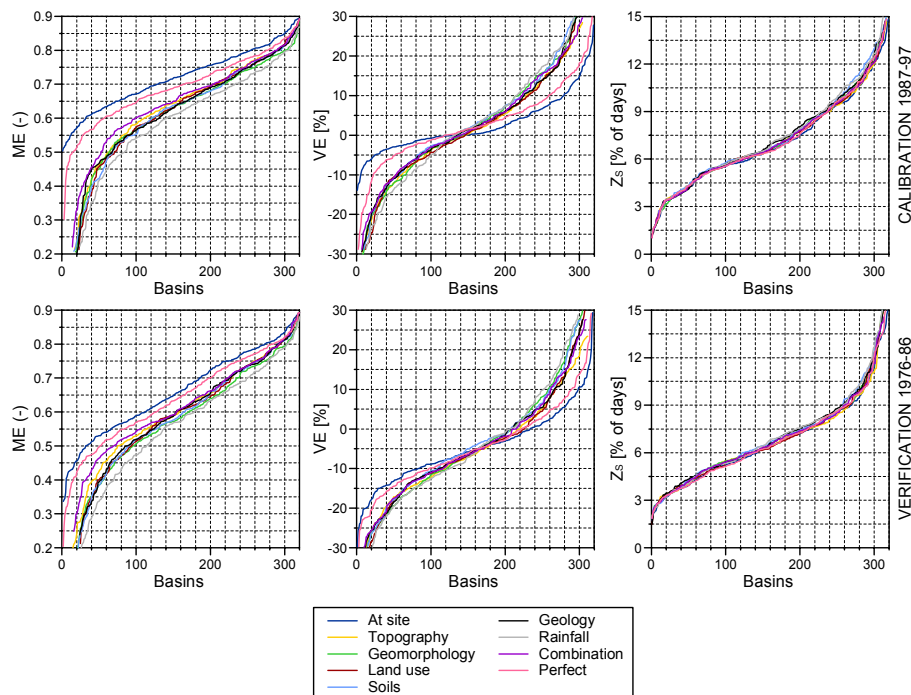 0.9
0.8
0.7
0.6
0.5
0.4
0.3
0.2
ME (-)
0 100 200 300
Basins
30
20
10
0
-10
-20
-30
VE [%]
0 100 200 300
Basins
15
12
9
6
3
0
Zs [% of days]
0 100 200 300
Basins
CALIBRATION 1987-97
0.9
0.8
0.7
0.6
0.5
0.4
0.3
0.2
ME (-)
0 100 200 300
Basins
30
20
10
0
-10
-20
-30
VE [%]
0 100 200 300
Basins
15
12
9
6
3
0
Zs [% of days]
0 100 200 300
Basins
VERIFICATION 1976-86
At site
Topography
Geomorphology
Land use
Soils
Geology
Rainfall
Combination
Perfect